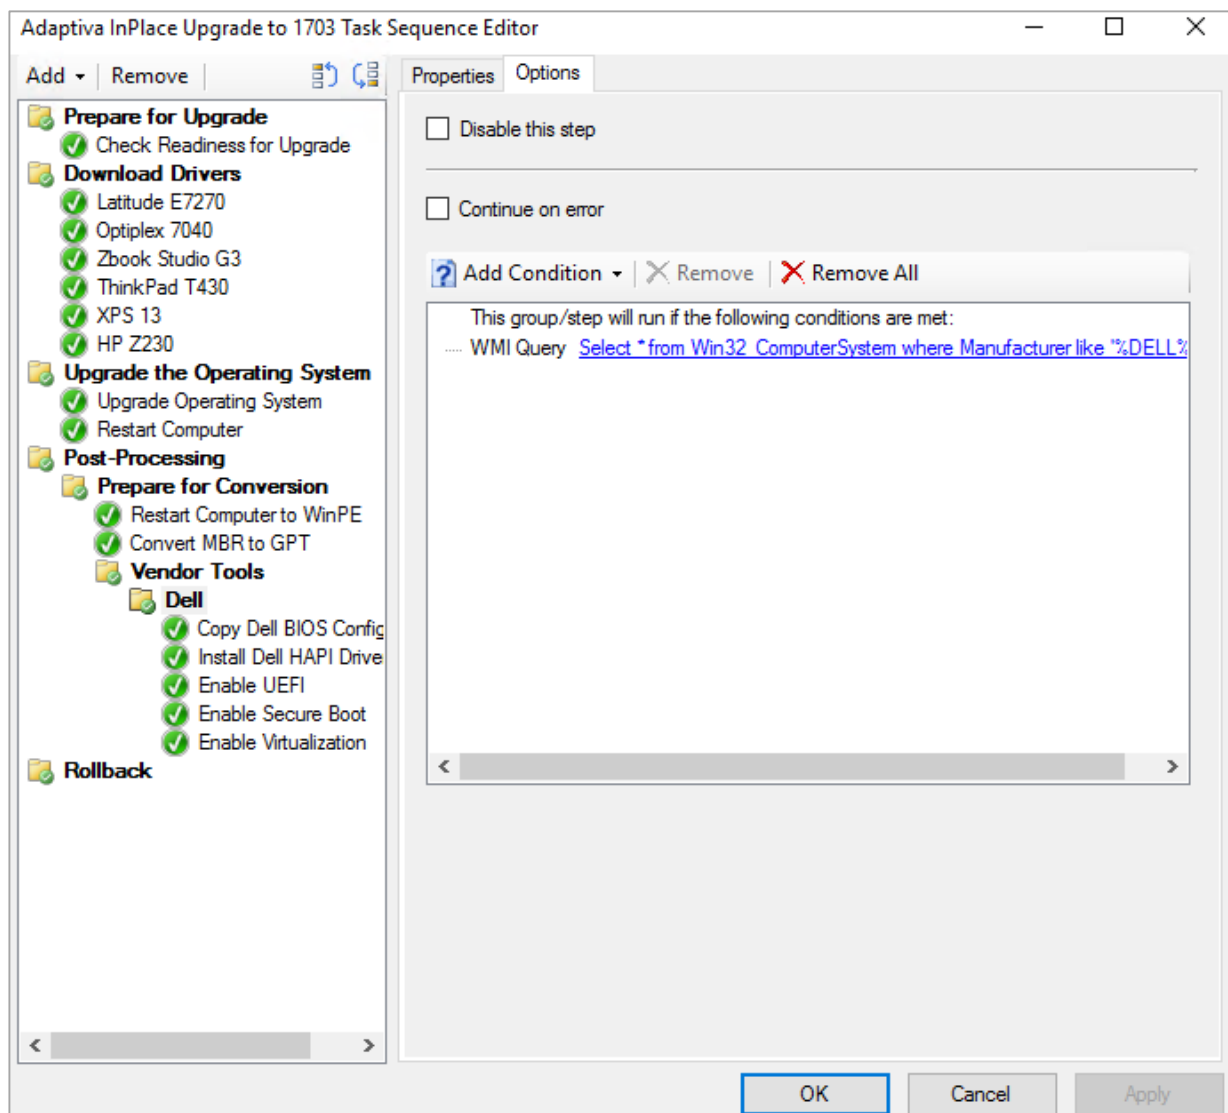 Adaptiva InPlace Upgrade to 1703 Task Sequence Editor
Add
Remove
Prepare for Upgrade
Check Readiness for Upgrade
Download Drivers
Latitude E7270
Optiplex 7040
Zbook Studio G3
ThinkPad T430
XPS 13
HP Z230
Upgrade the Operating System
Upgrade Operating System
Restart Computer
Post-Processing
Prepare for Conversion
Restart Computer to WinPE
Convert MBR to GPT
Vendor Tools
Dell
Copy Dell BIOS Config
Install Dell HAPI Drive
Enable UEFI
Enable Secure Boot
Enable Virtualization
Rollback
Properties
Options
Disable this step
Continue on error
Add Condition
Remove
Remove All
This group/step will run if the following conditions are met:
WMI Query Select * from Win32_ComputerSystem where Manufacturer like "%DELL%
OK
Cancel
Apply